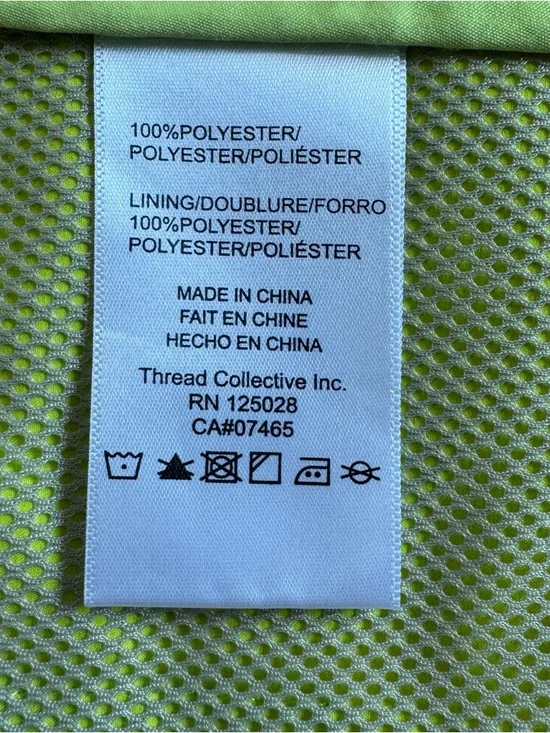 100%POLYESTER/
POLYESTER/POLIÉSTER
LINING/DOUBLURE/FORRO
100%POLYESTER/
POLYESTER/POLIÉSTER
MADE IN CHINA
FAIT EN CHINE
HECHO EN CHINA
Thread Collective Inc.
RN 125028
CA#07465